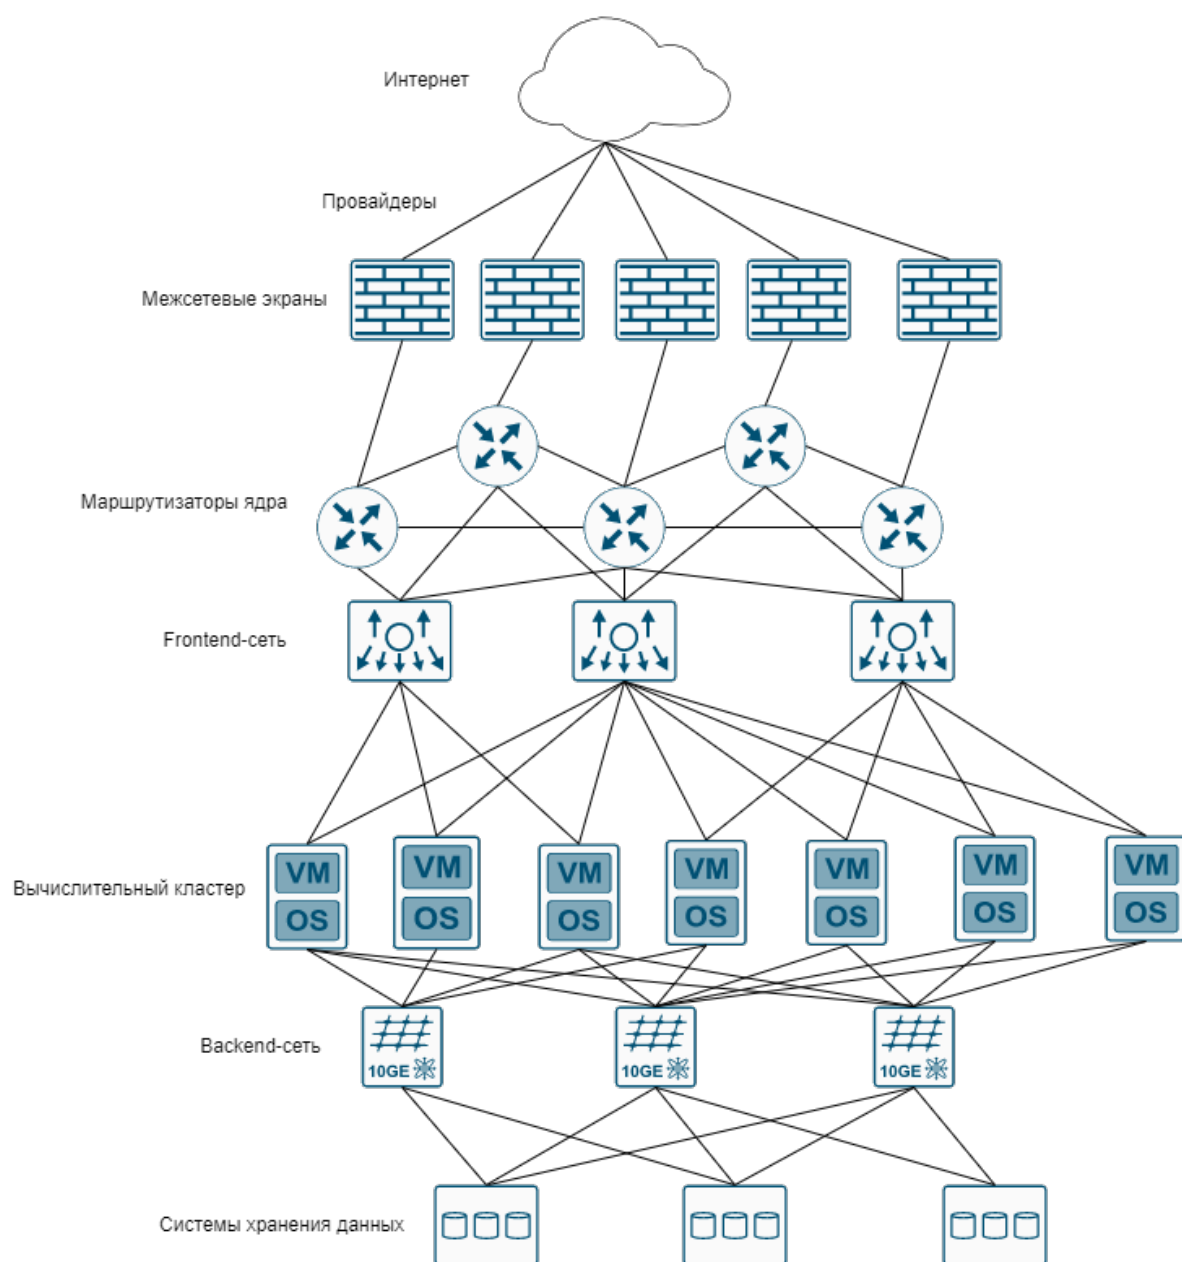 Интернет
Провайдеры
Межсетевые экраны
Маршрутизаторы ядра
Frontend-сеть
VM VM VM VM VM VM VM
Вычислительный кластер
OS OS OS OS OS OS OS
Backend-сеть
10GE 10GE 10GE
Системы хранения данных